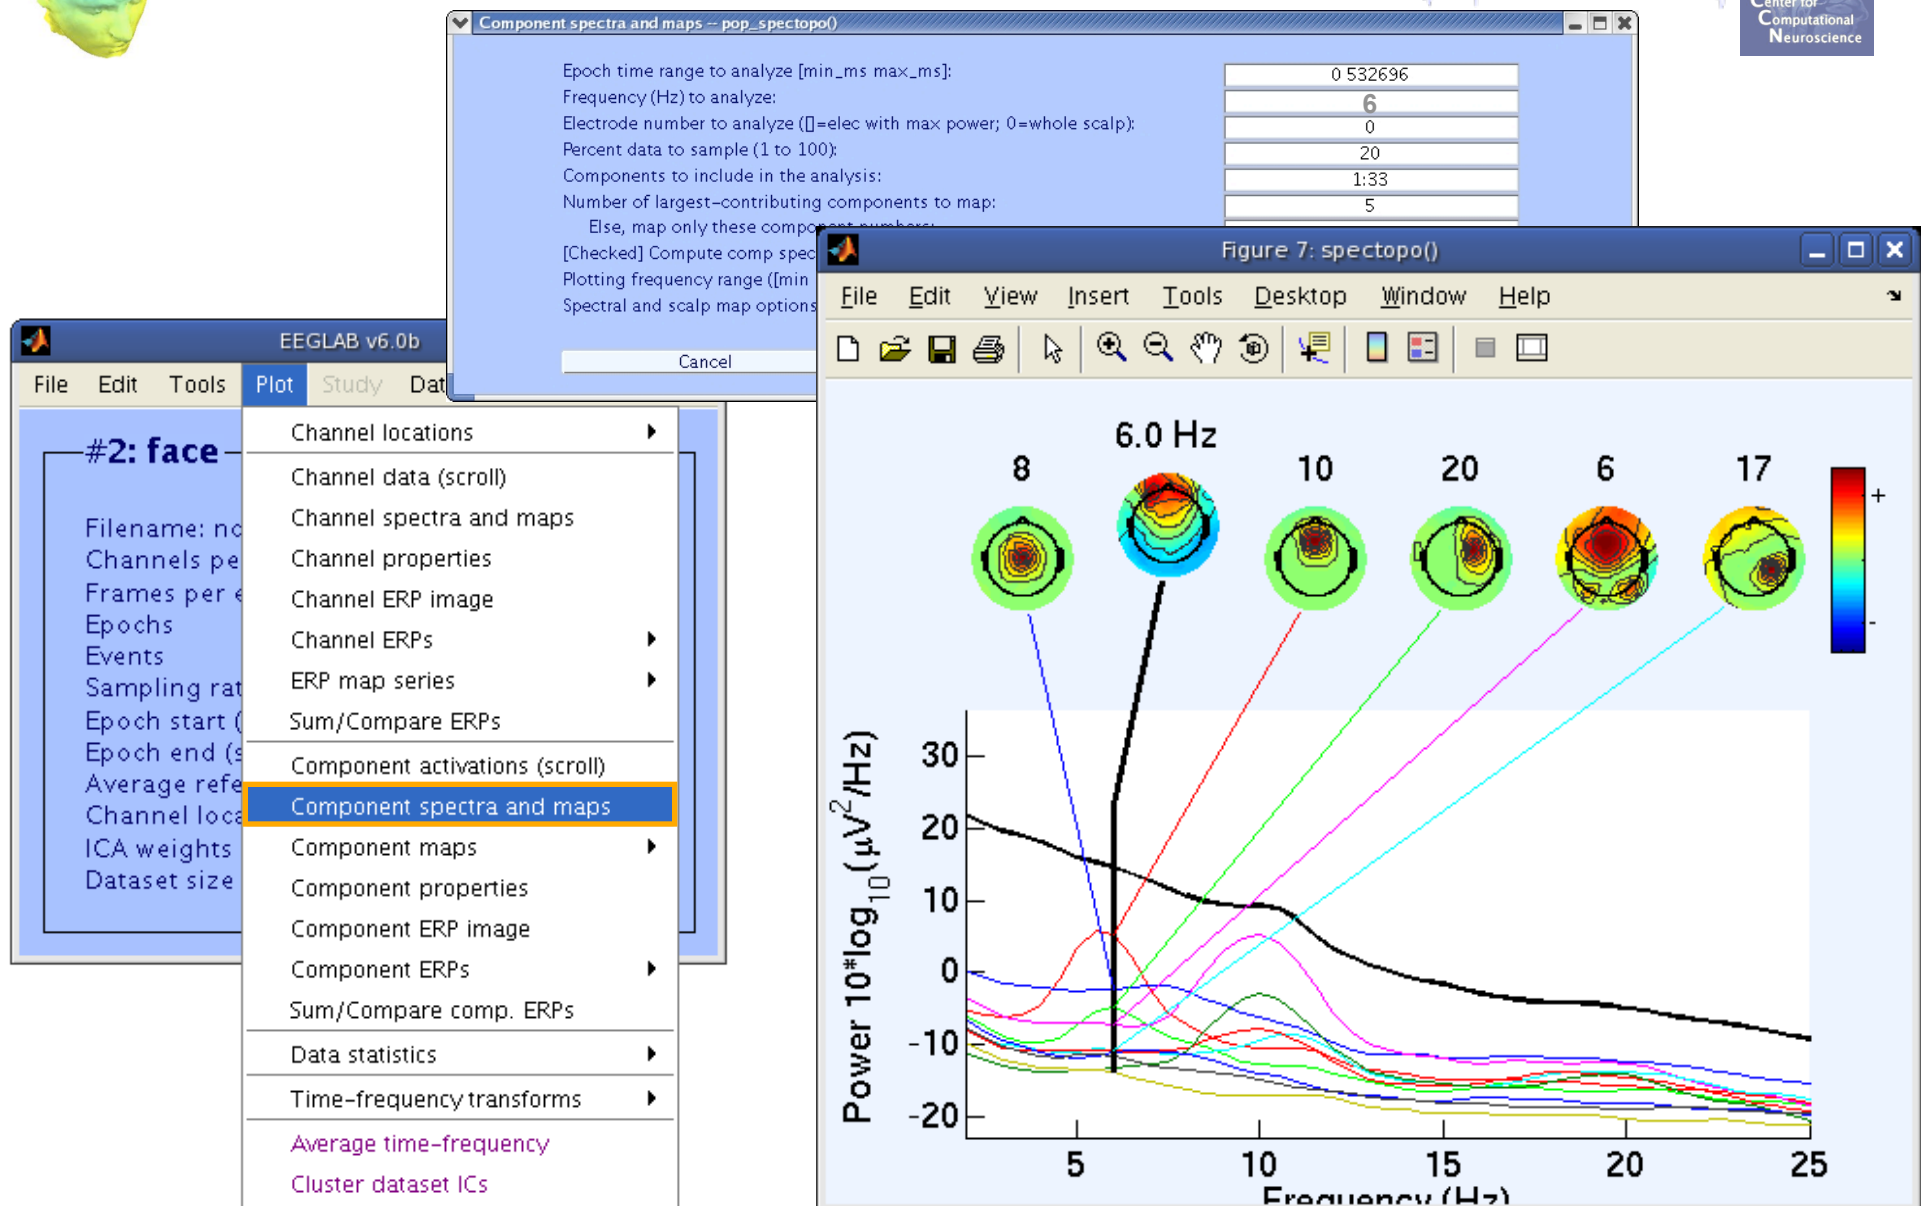 Center for
Computational
Neuroscience
Component spectra and maps -- pop_spectopo()
Epoch time range to analyze [min_ms max_ms]:
0 532696
Frequency (Hz) to analyze:
6
Electrode number to analyze ([]=elec with max power; 0=whole scalp):
0
Percent data to sample (1 to 100):
20
Components to include in the analysis:
1:33
Number of largest-contributing components to map:
5
Else, map only these component numbers:
[Checked] Compute comp spec
Plotting frequency range ([min
Spectral and scalp map options
Cancel
EEGLAB v6.0b
File Edit Tools Plot Study Dat
#2: face
Filename: no
Channels pe
Frames per e
Epochs
Events
Sampling rat
Epoch start (
Epoch end (s
Average refe
Channel loca
ICA weights
Dataset size
Channel locations
Channel data (scroll)
Channel spectra and maps
Channel properties
Channel ERP image
Channel ERPs
ERP map series
Sum/Compare ERPs
Component activations (scroll)
Component spectra and maps
Component maps
Component properties
Component ERP image
Component ERPs
Sum/Compare comp. ERPs
Data statistics
Time-frequency transforms
Average time-frequency
Cluster dataset ICs
Figure 7: spectopo()
File Edit View Insert Tools Desktop Window Help
6.0 Hz
8 10 20 6 17
+
-
Power 10*log10(μV²/Hz)
30
20
10
0
-10
-20
5 10 15 20 25
Frequency (Hz)